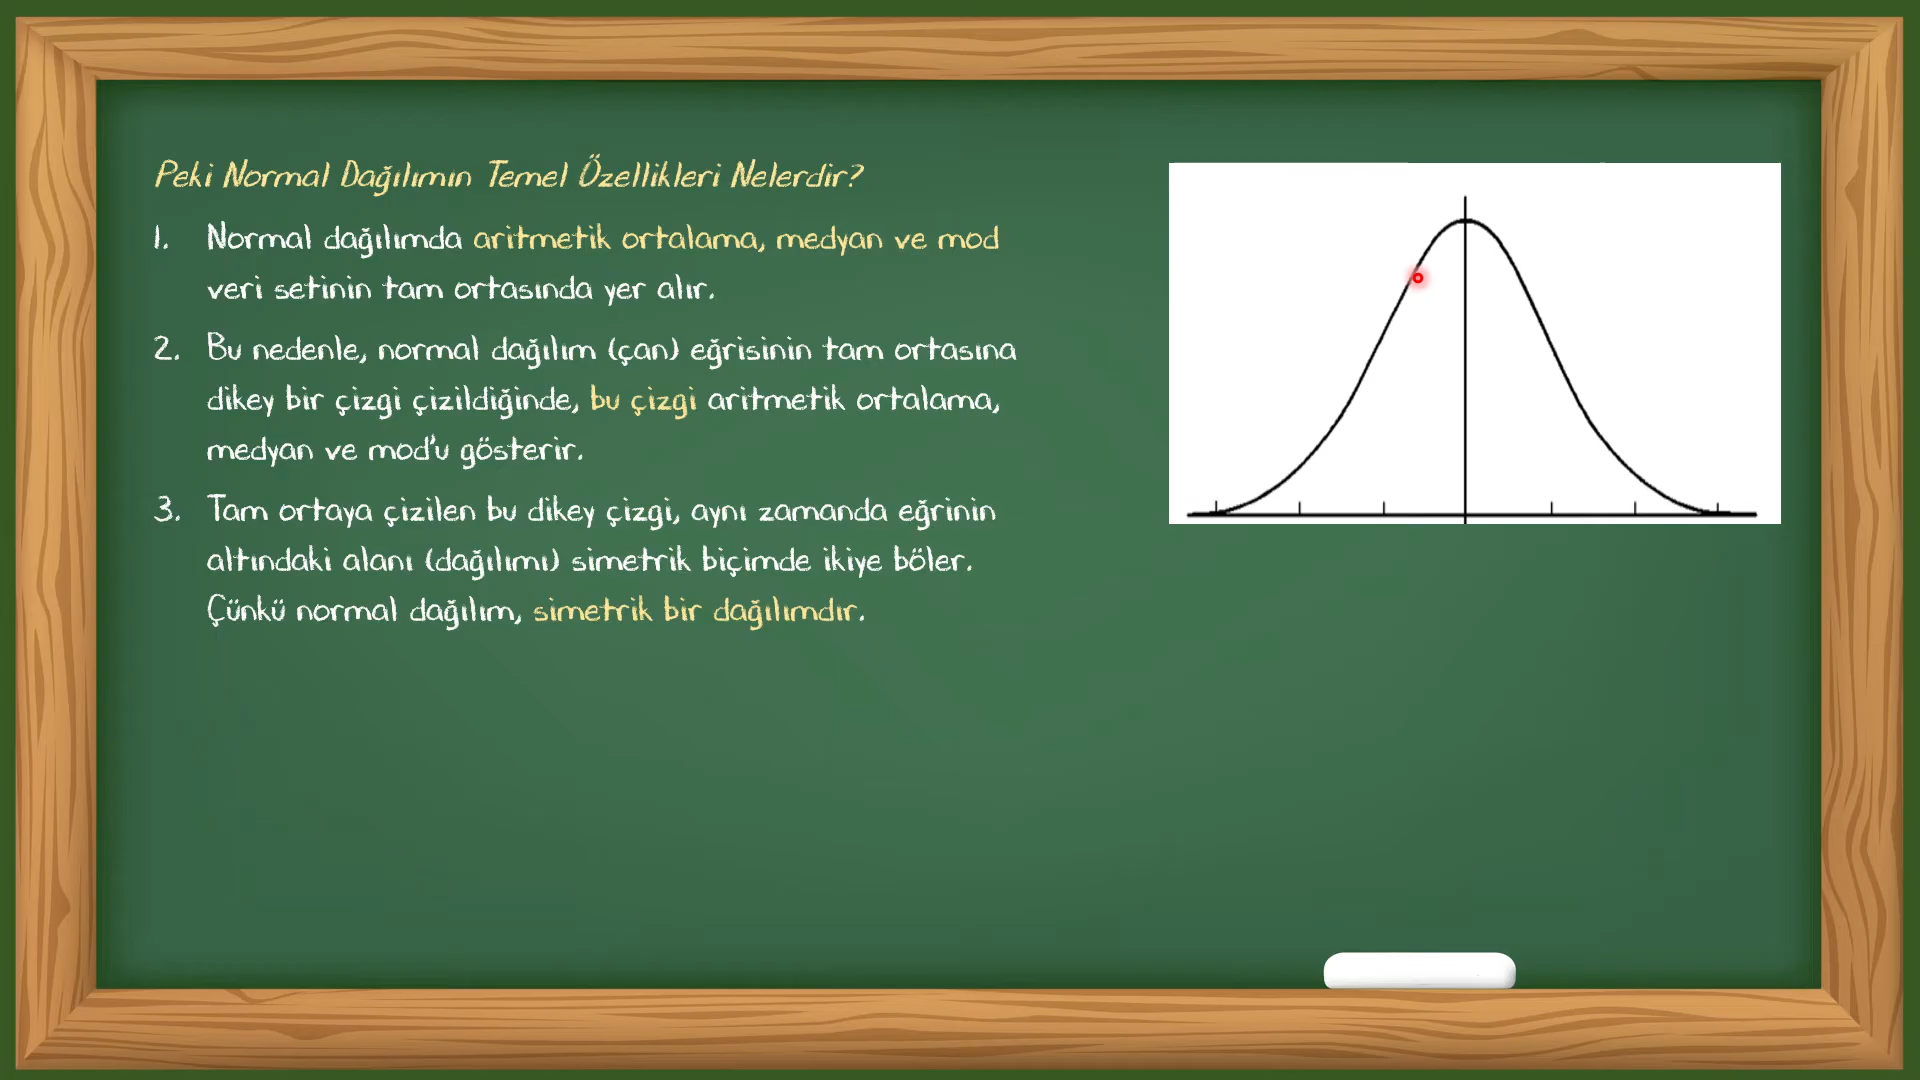 Peki Normal Dağılımın Temel Özellikleri Nelerdir?
1. Normal dağılımda aritmetik ortalama, medyan ve mod
veri setinin tam ortasında yer alır.
2. Bu nedenle, normal dağılım (çan) eğrisinin tam ortasına
dikey bir çizgi çizildiğinde, bu çizgi aritmetik ortalama,
medyan ve mod'u gösterir.
3. Tam ortaya çizilen bu dikey çizgi, aynı zamanda eğrinin
altındaki alanı (dağılımı) simetrik biçimde ikiye böler.
Çünkü normal dağılım, simetrik bir dağılımdır.